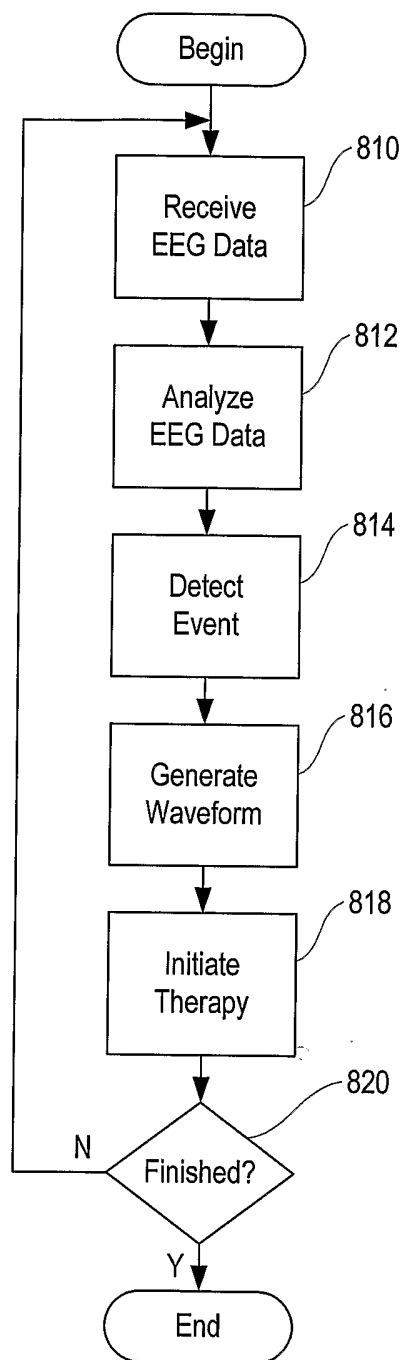 Begin
810
Receive
EEG Data
812
Analyze
EEG Data
814
Detect
Event
816
Generate
Waveform
818
Initiate
Therapy
820
N
Finished?
Y
End